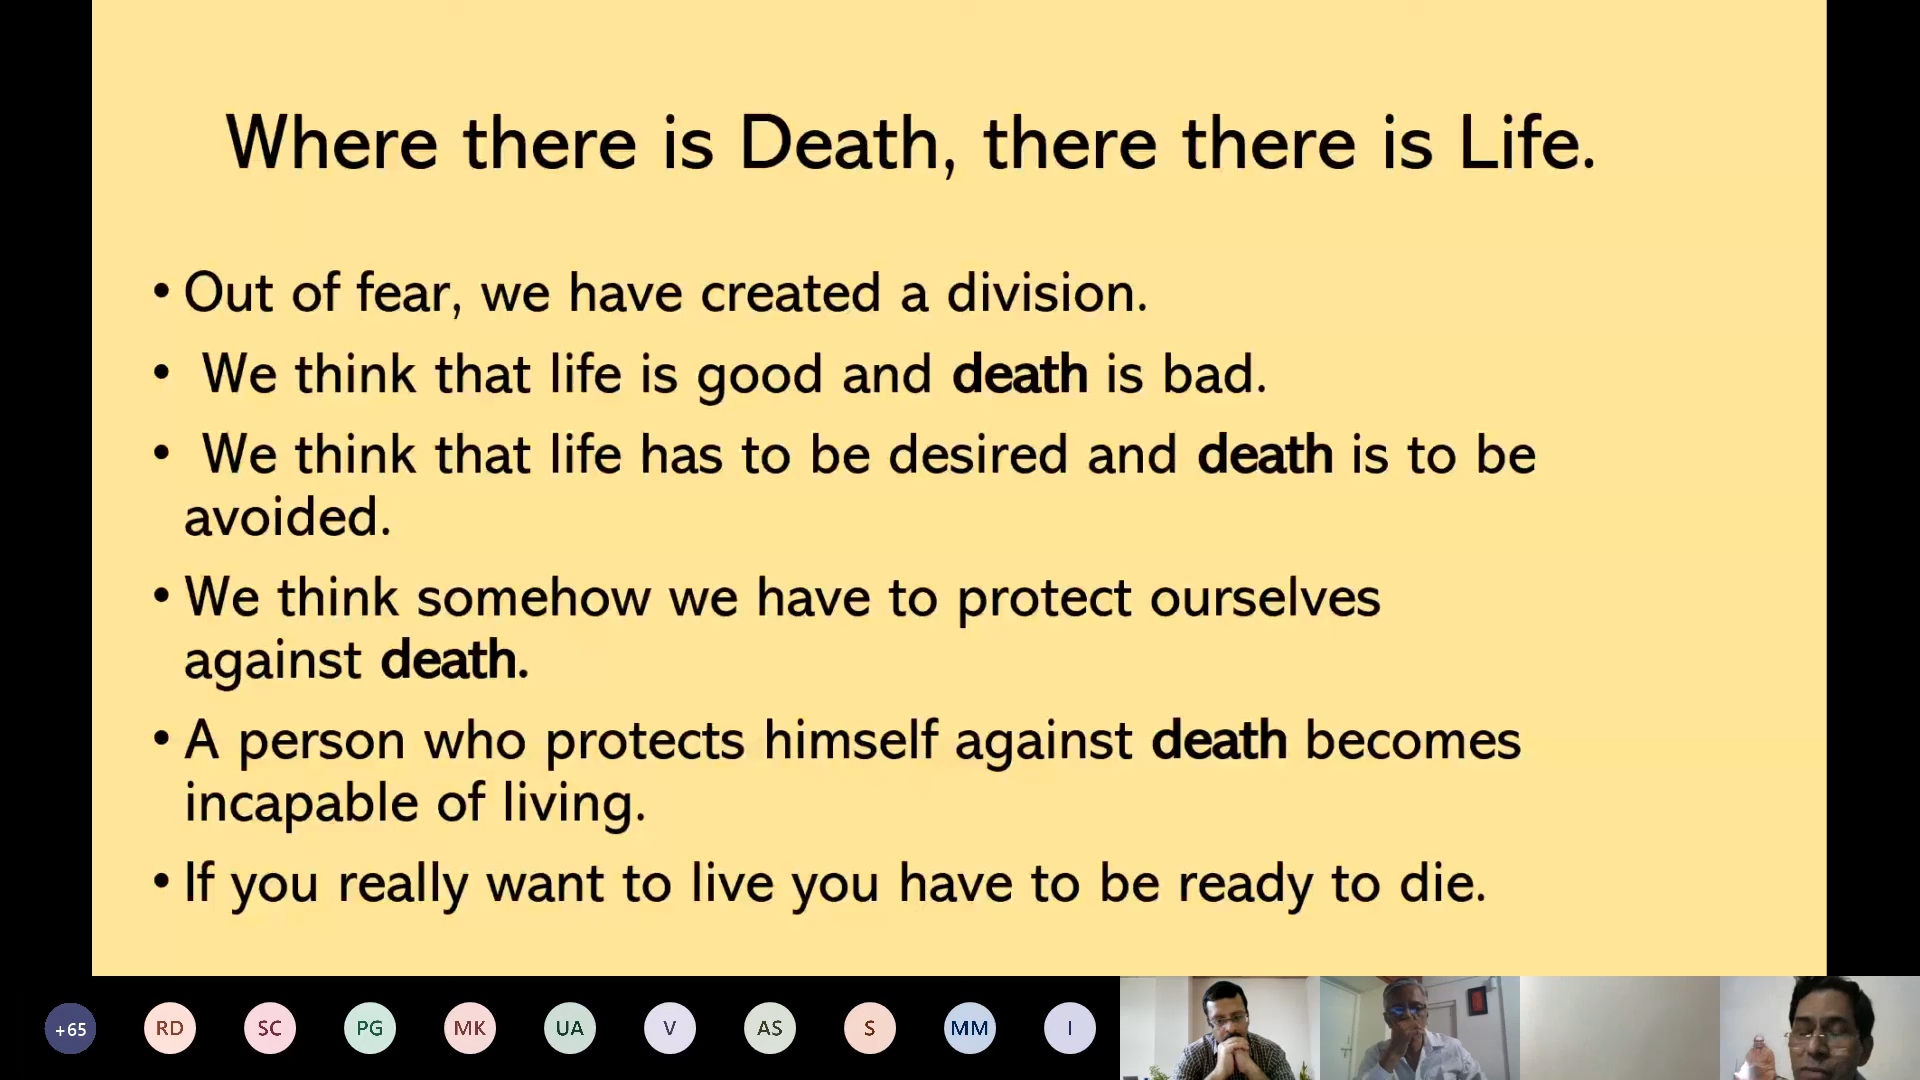 Where there is Death, there there is Life.
• Out of fear, we have created a division.
• We think that life is good and death is bad.
• We think that life has to be desired and death is to be
avoided.
• We think somehow we have to protect ourselves
against death.
• A person who protects himself against death becomes
incapable of living.
• If you really want to live you have to be ready to die.
+65 RD SC PG MK UA V AS S MM I